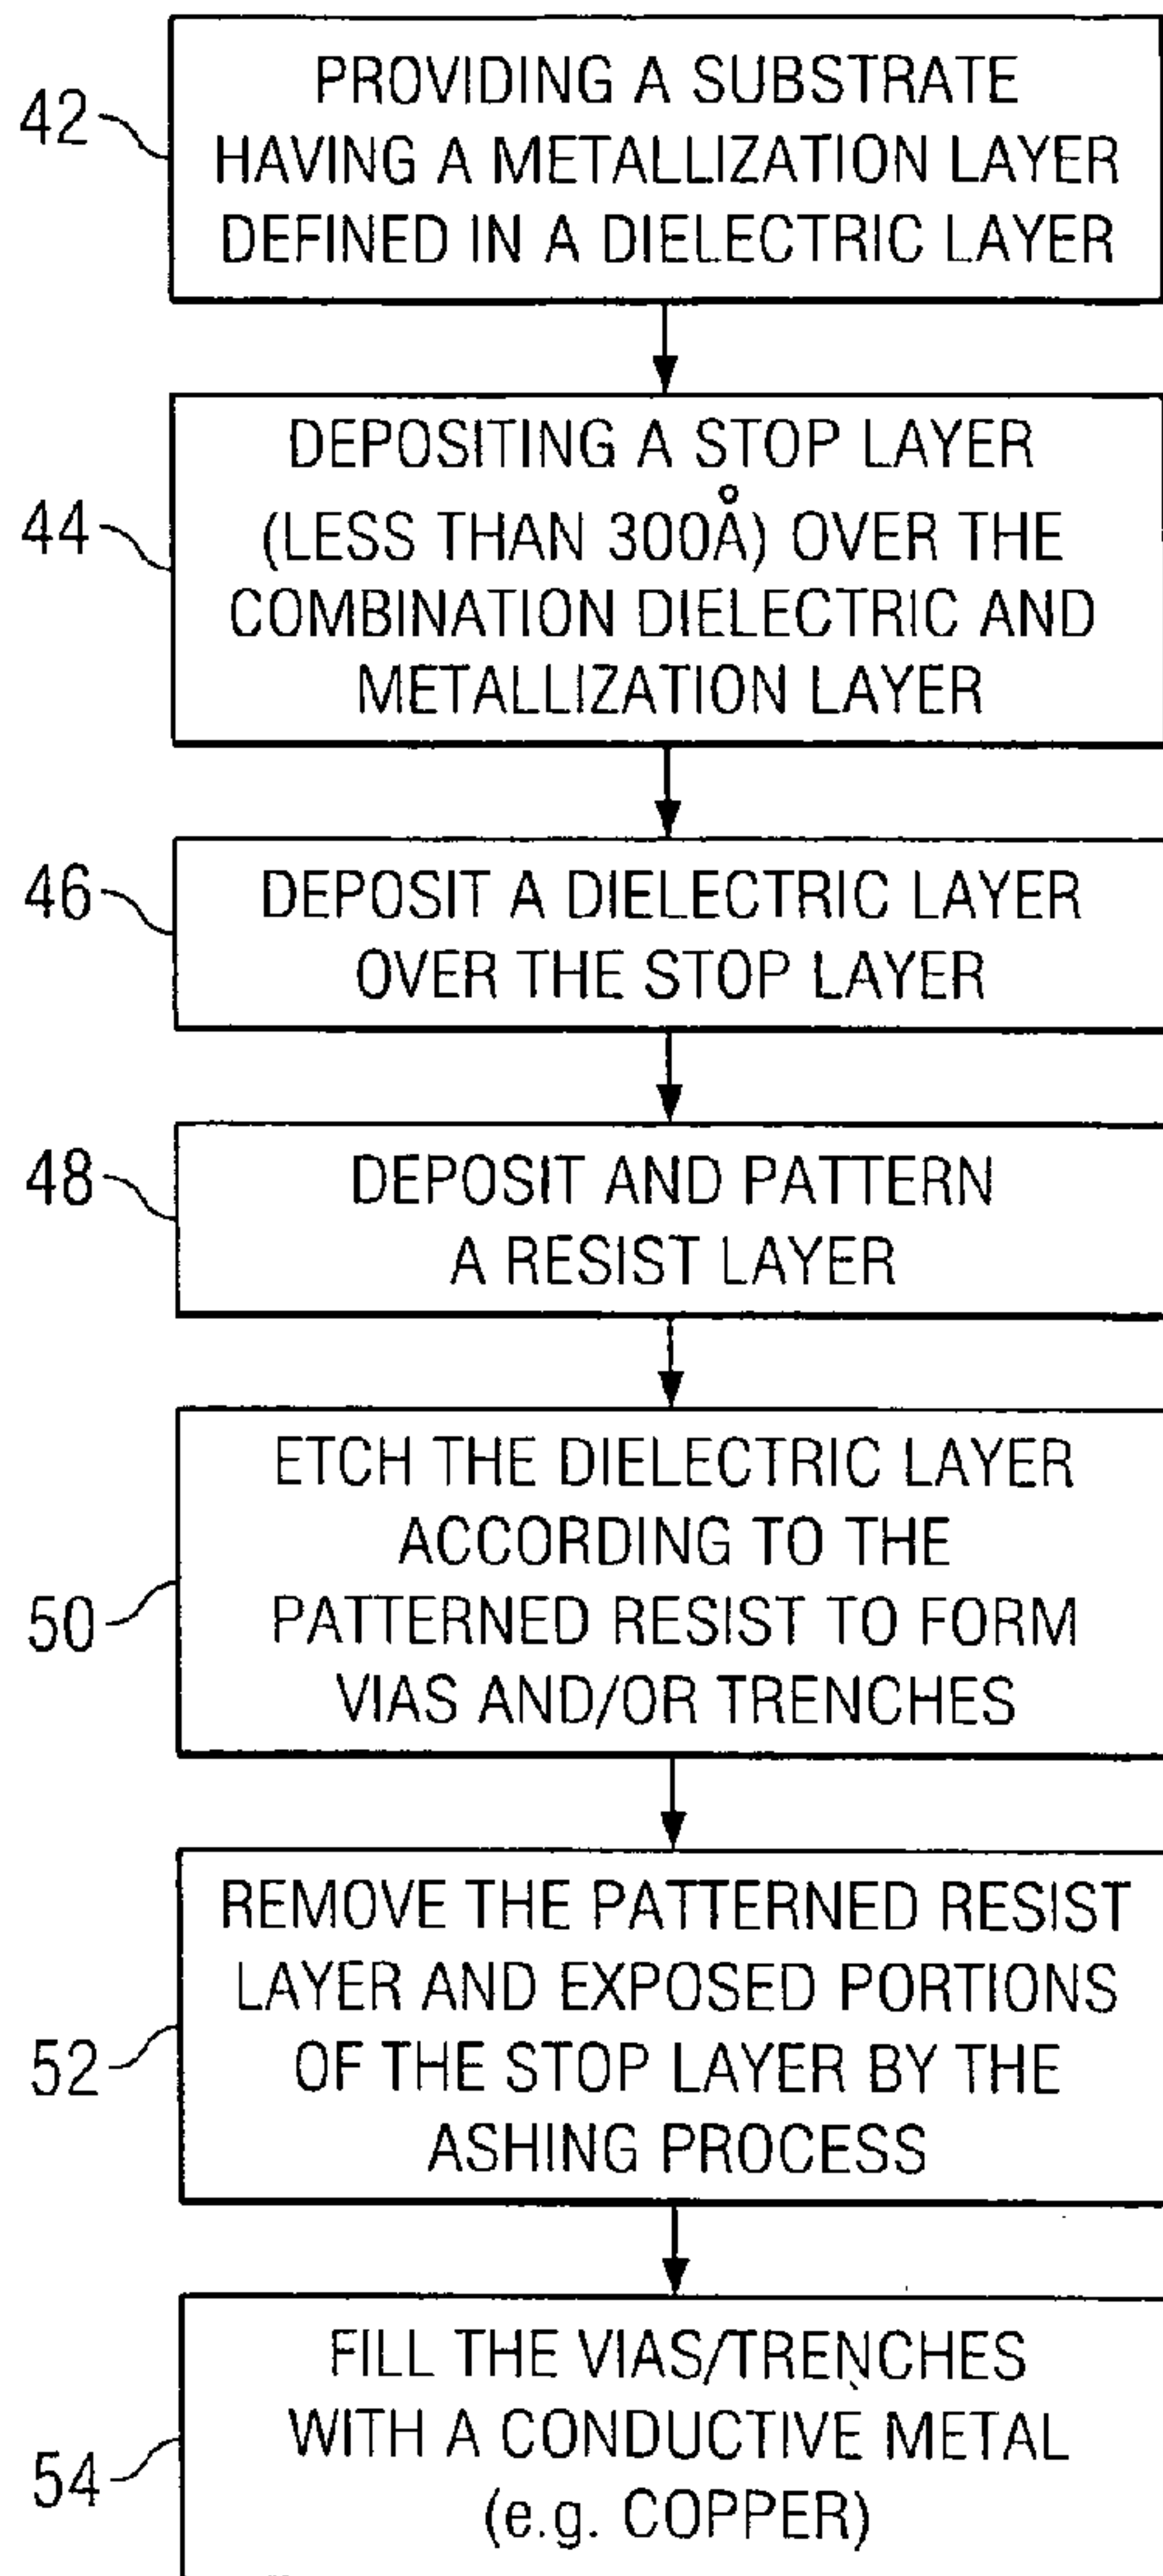 42
PROVIDING A SUBSTRATE
HAVING A METALLIZATION LAYER
DEFINED IN A DIELECTRIC LAYER
44
DEPOSITING A STOP LAYER
(LESS THAN 300Å) OVER THE
COMBINATION DIELECTRIC AND
METALLIZATION LAYER
46
DEPOSIT A DIELECTRIC LAYER
OVER THE STOP LAYER
48
DEPOSIT AND PATTERN
A RESIST LAYER
50
ETCH THE DIELECTRIC LAYER
ACCORDING TO THE
PATTERNED RESIST TO FORM
VIAS AND/OR TRENCHES
52
REMOVE THE PATTERNED RESIST
LAYER AND EXPOSED PORTIONS
OF THE STOP LAYER BY THE
ASHING PROCESS
54
FILL THE VIAS/TRENCHES
WITH A CONDUCTIVE METAL
(e.g. COPPER)